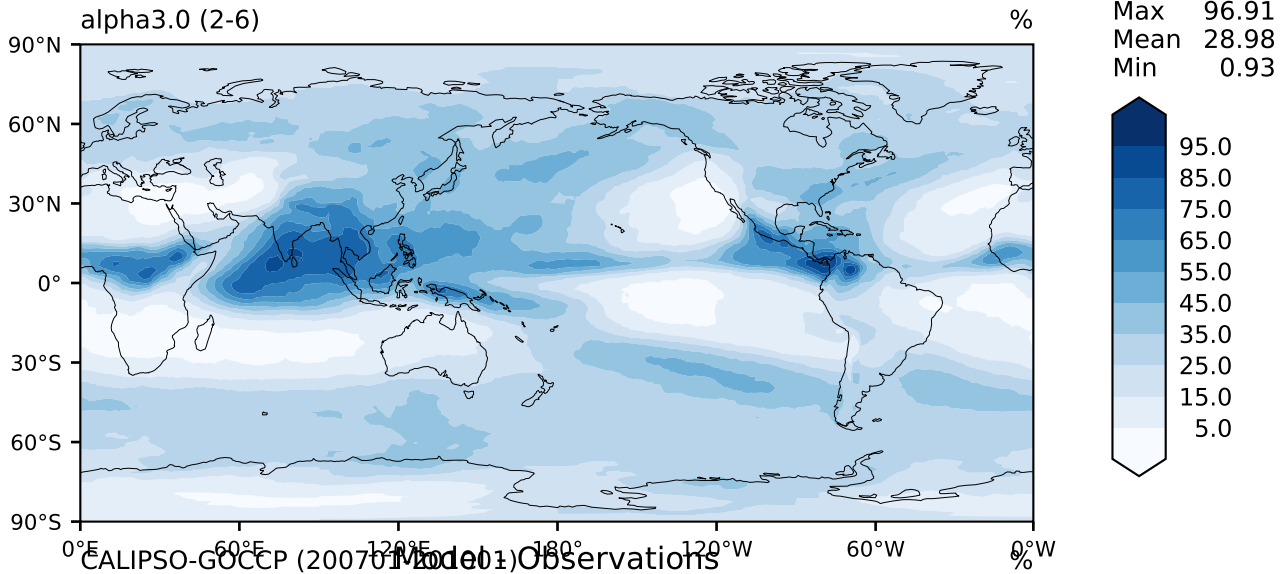 alpha3.0 (2-6) %
Max 96.91
Mean 28.98
Min 0.93
90°N
60°N
30°N
0°
30°S
60°S
90°S
95.0
85.0
75.0
65.0
55.0
45.0
35.0
25.0
15.0
5.0
0°E 60°E 120°E 180° 120°W 60°W 0°W
CALIPSO-GOCCP %
Model - Observations